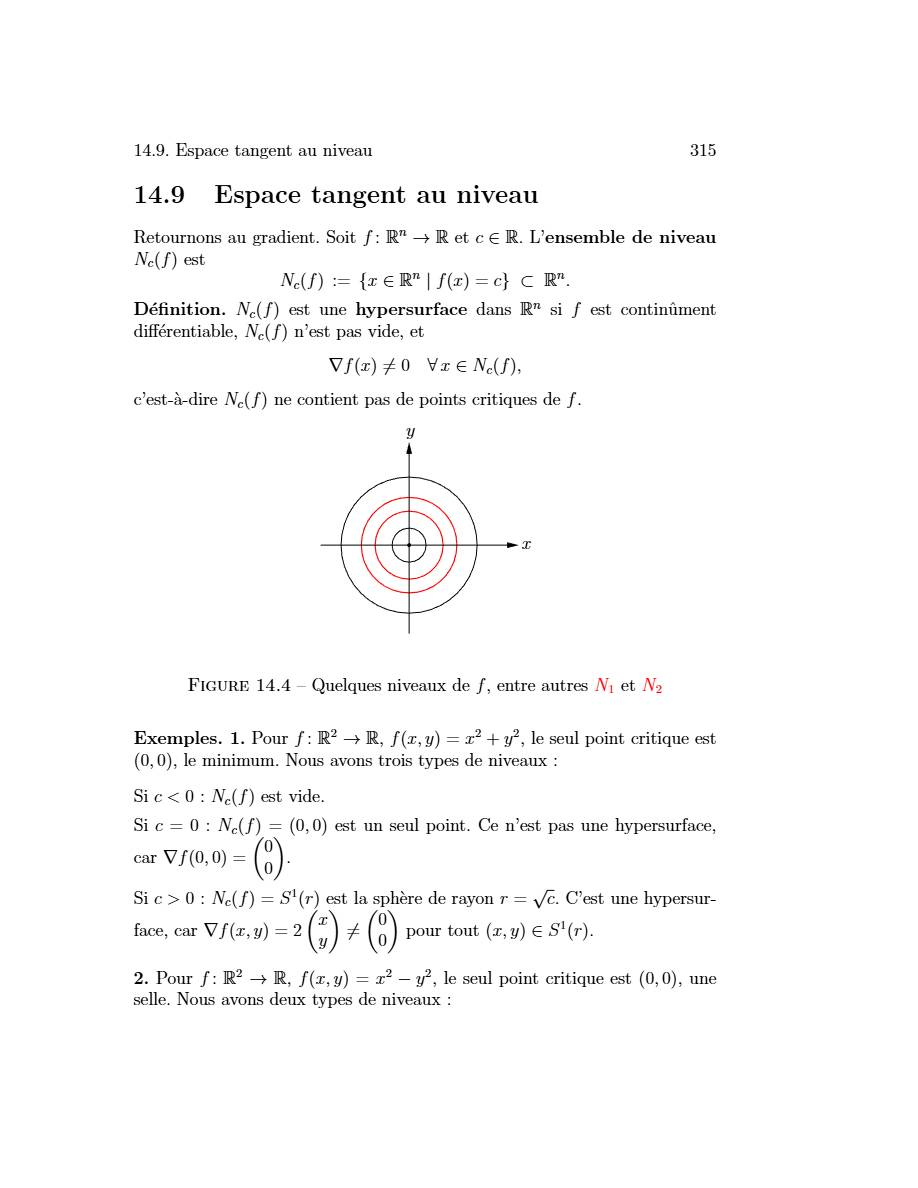 14.9. Espace tangent au niveau 315
14.9 Espace tangent au niveau
Retournons au gradient. Soit f : ℝⁿ → ℝ et c ∈ ℝ. L'ensemble de niveau
N_c(f) est
N_c(f) := {x ∈ ℝⁿ | f(x) = c} ⊂ ℝⁿ.
Définition. N_c(f) est une hypersurface dans ℝⁿ si f est continûment
différentiable, N_c(f) n'est pas vide, et
∇f(x) ≠ 0 ∀ x ∈ N_c(f),
c'est-à-dire N_c(f) ne contient pas de points critiques de f.
y
x
Figure 14.4 – Quelques niveaux de f, entre autres N₁ et N₂
Exemples. 1. Pour f : ℝ² → ℝ, f(x, y) = x² + y², le seul point critique est
(0, 0), le minimum. Nous avons trois types de niveaux :
Si c < 0 : N_c(f) est vide.
Si c = 0 : N_c(f) = (0, 0) est un seul point. Ce n'est pas une hypersurface,
car ∇f(0, 0) = (0 0).
Si c > 0 : N_c(f) = S¹(r) est la sphère de rayon r = √c. C'est une hypersur-
face, car ∇f(x, y) = 2 (x y) ≠ (0 0) pour tout (x, y) ∈ S¹(r).
2. Pour f : ℝ² → ℝ, f(x, y) = x² − y², le seul point critique est (0, 0), une
selle. Nous avons deux types de niveaux :